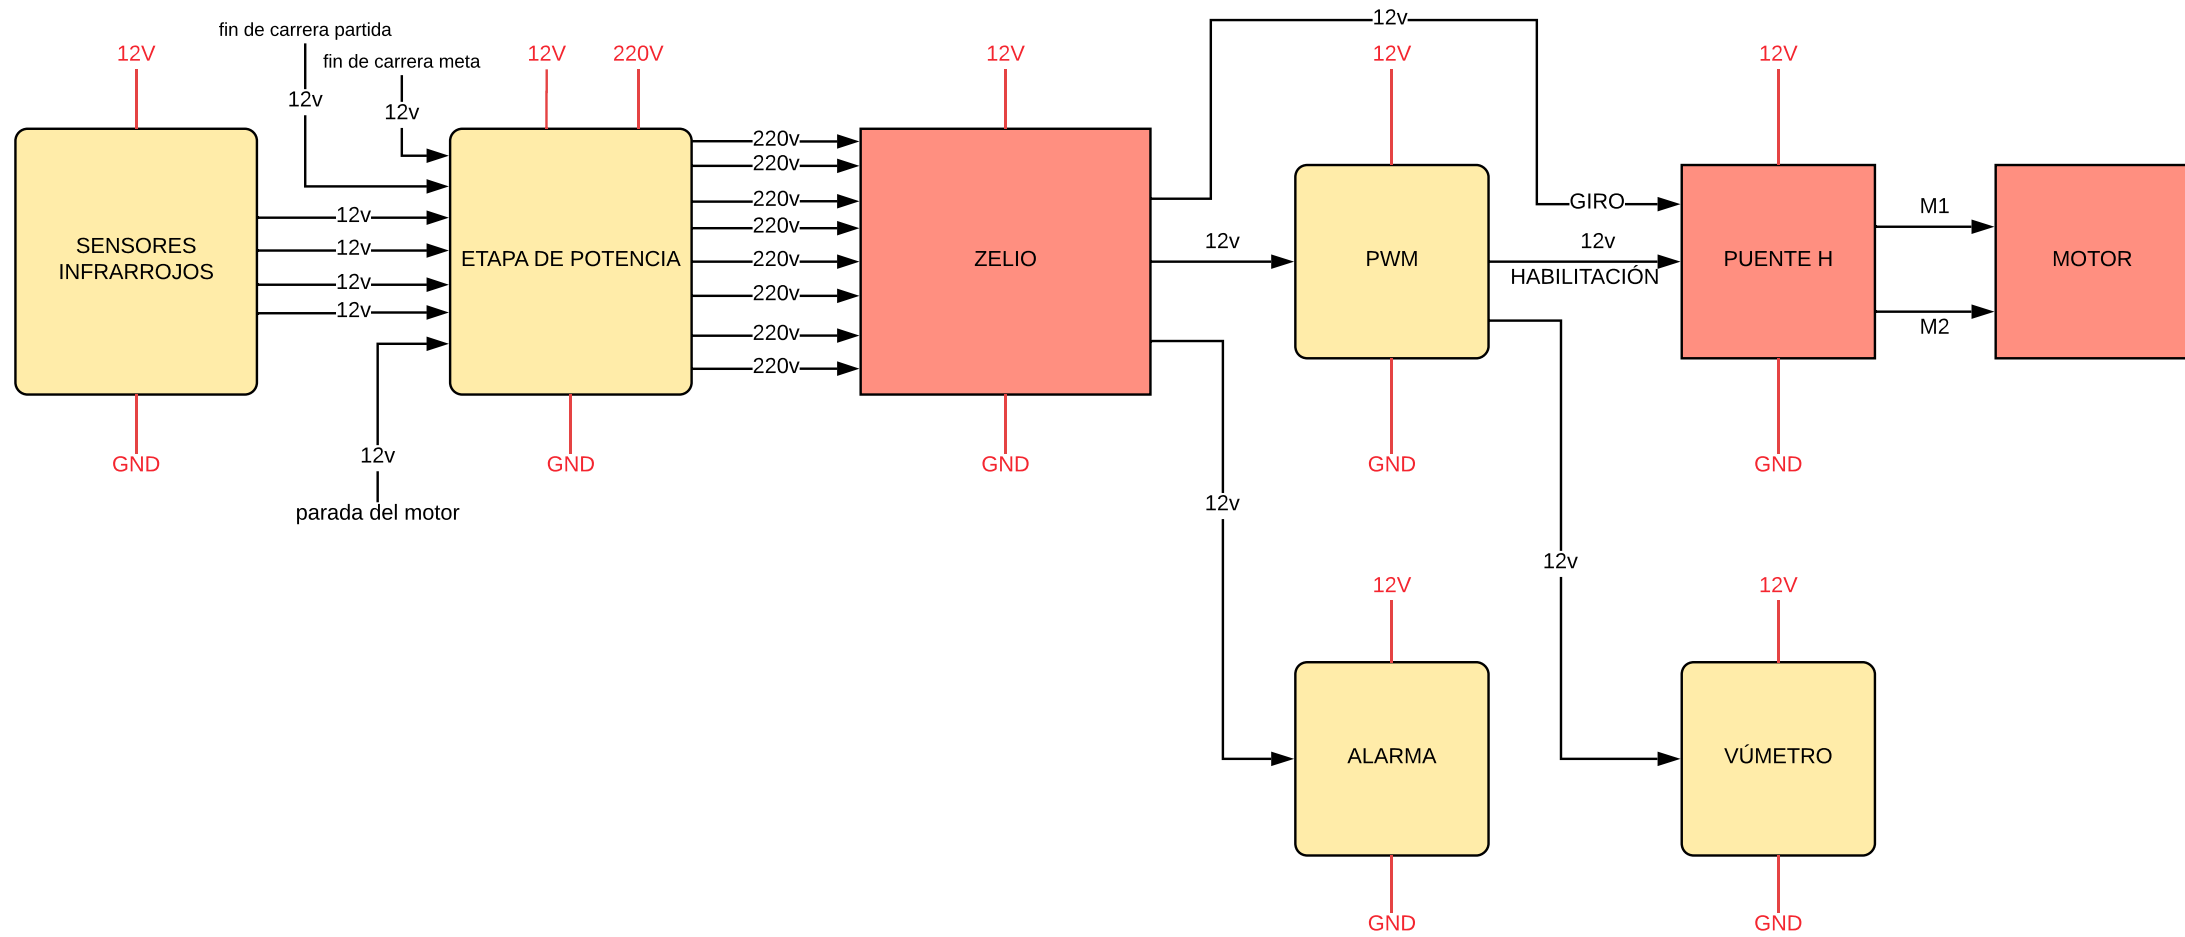 fin de carrera partida
fin de carrera meta
12v
12V
12V
220V
12V
12V
12V
12v
12v
SENSORES
INFRARROJOS
12v
12v
12v
12v
ETAPA DE POTENCIA
220v
220v
220v
220v
220v
220v
220v
220v
ZELIO
12v
PWM
GIRO
12v
HABILITACIÓN
PUENTE H
M1
M2
MOTOR
12v
parada del motor
GND
GND
GND
GND
GND
12v
12v
12V
12V
ALARMA
VÚMETRO
GND
GND